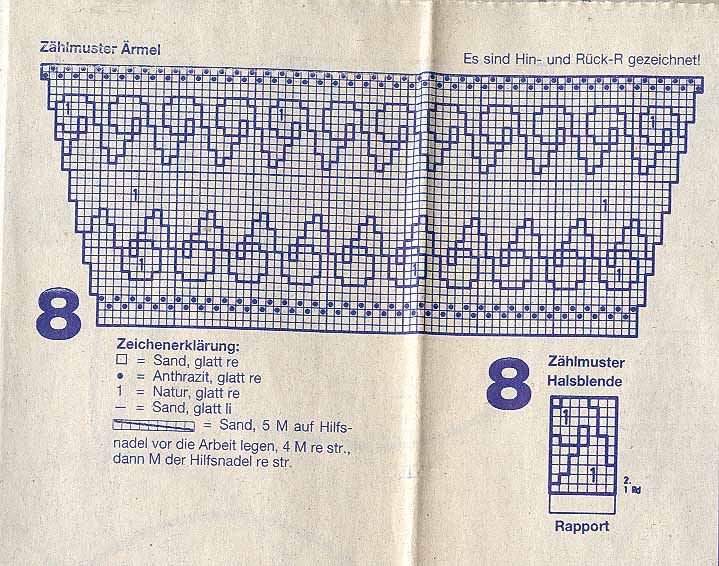 Zählmuster Ärmel
Es sind Hin- und Rück-R gezeichnet!
1
1
1
1
1
1
1
1
8
Zeichenerklärung:
□ = Sand, glatt re
• = Anthrazit, glatt re
1 = Natur, glatt re
— = Sand, glatt li
= Sand, 5 M auf Hilfs-
nadel vor die Arbeit legen, 4 M re str.,
dann M der Hilfsnadel re str.
8
Zählmuster
Halsblende
1
1
2.
1 Rd
Rapport